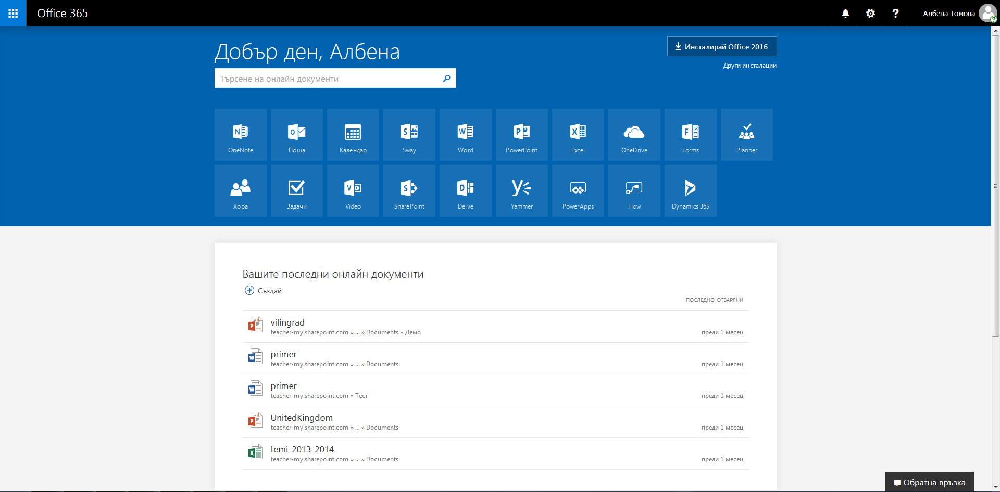 Office 365
Албена Томова
Добър ден, Албена
Инсталирай Office 2016
Други инсталации
Търсене на онлайн документи
OneNote
Поща
Календар
Sway
Word
PowerPoint
Excel
OneDrive
Forms
Planner
Хора
Задачи
Video
SharePoint
Delve
Yammer
PowerApps
Flow
Dynamics 365
Вашите последни онлайн документи
Създай
ПОСЛЕДНО ОТВАРЯНИ
vilingrad
teacher-my.sharepoint.com » ... » Documents » Демо
преди 1 месец
primer
teacher-my.sharepoint.com » ... » Documents
преди 1 месец
primer
teacher-my.sharepoint.com » Тест
преди 1 месец
UnitedKingdom
teacher-my.sharepoint.com » ... » Documents
преди 1 месец
temi-2013-2014
teacher-my.sharepoint.com » ... » Documents
преди 1 месец
Обратна връзка